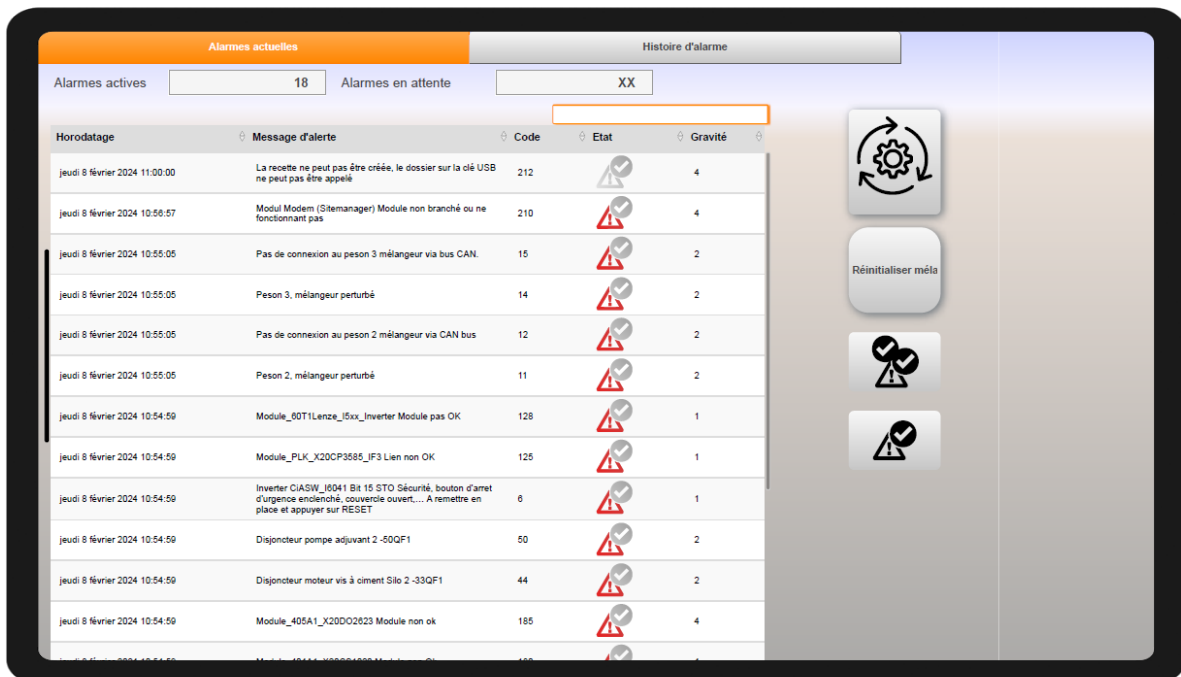 Alarmes actuelles
Histoire d'alarme
Alarmes actives 18 Alarmes en attente XX
Horodatage Message d'alerte Code Etat Gravité
jeudi 8 février 2024 11:00:00 La recette ne peut pas être créée, le dossier sur la clé USB
ne peut pas être appelé 212 4
jeudi 8 février 2024 10:56:57 Modul Modem (Sitemanager) Module non branché ou ne
fonctionnant pas 210 4
jeudi 8 février 2024 10:55:05 Pas de connexion au peson 3 mélangeur via bus CAN. 15 2
jeudi 8 février 2024 10:55:05 Peson 3, mélangeur perturbé 14 2
jeudi 8 février 2024 10:55:05 Pas de connexion au peson 2 mélangeur via CAN bus 12 2
jeudi 8 février 2024 10:55:05 Peson 2, mélangeur perturbé 11 2
jeudi 8 février 2024 10:54:59 Module_60T1Lenze_I5xx_Inverter Module pas OK 128 1
jeudi 8 février 2024 10:54:59 Module_PLK_X20CP3585_IF3 Lien non OK 125 1
jeudi 8 février 2024 10:54:59 Inverter CiASW_I6041 Bit 15 STO Sécurité, bouton d'arret
d'urgence enclenché, couvercle ouvert,... A remettre en
place et appuyer sur RESET 6 1
jeudi 8 février 2024 10:54:59 Disjoncteur pompe adjuvant 2 -50QF1 50 2
jeudi 8 février 2024 10:54:59 Disjoncteur moteur vis à ciment Silo 2 -33QF1 44 2
jeudi 8 février 2024 10:54:59 Module_405A1_X20DO2623 Module non ok 185 4
Réinitialiser méla